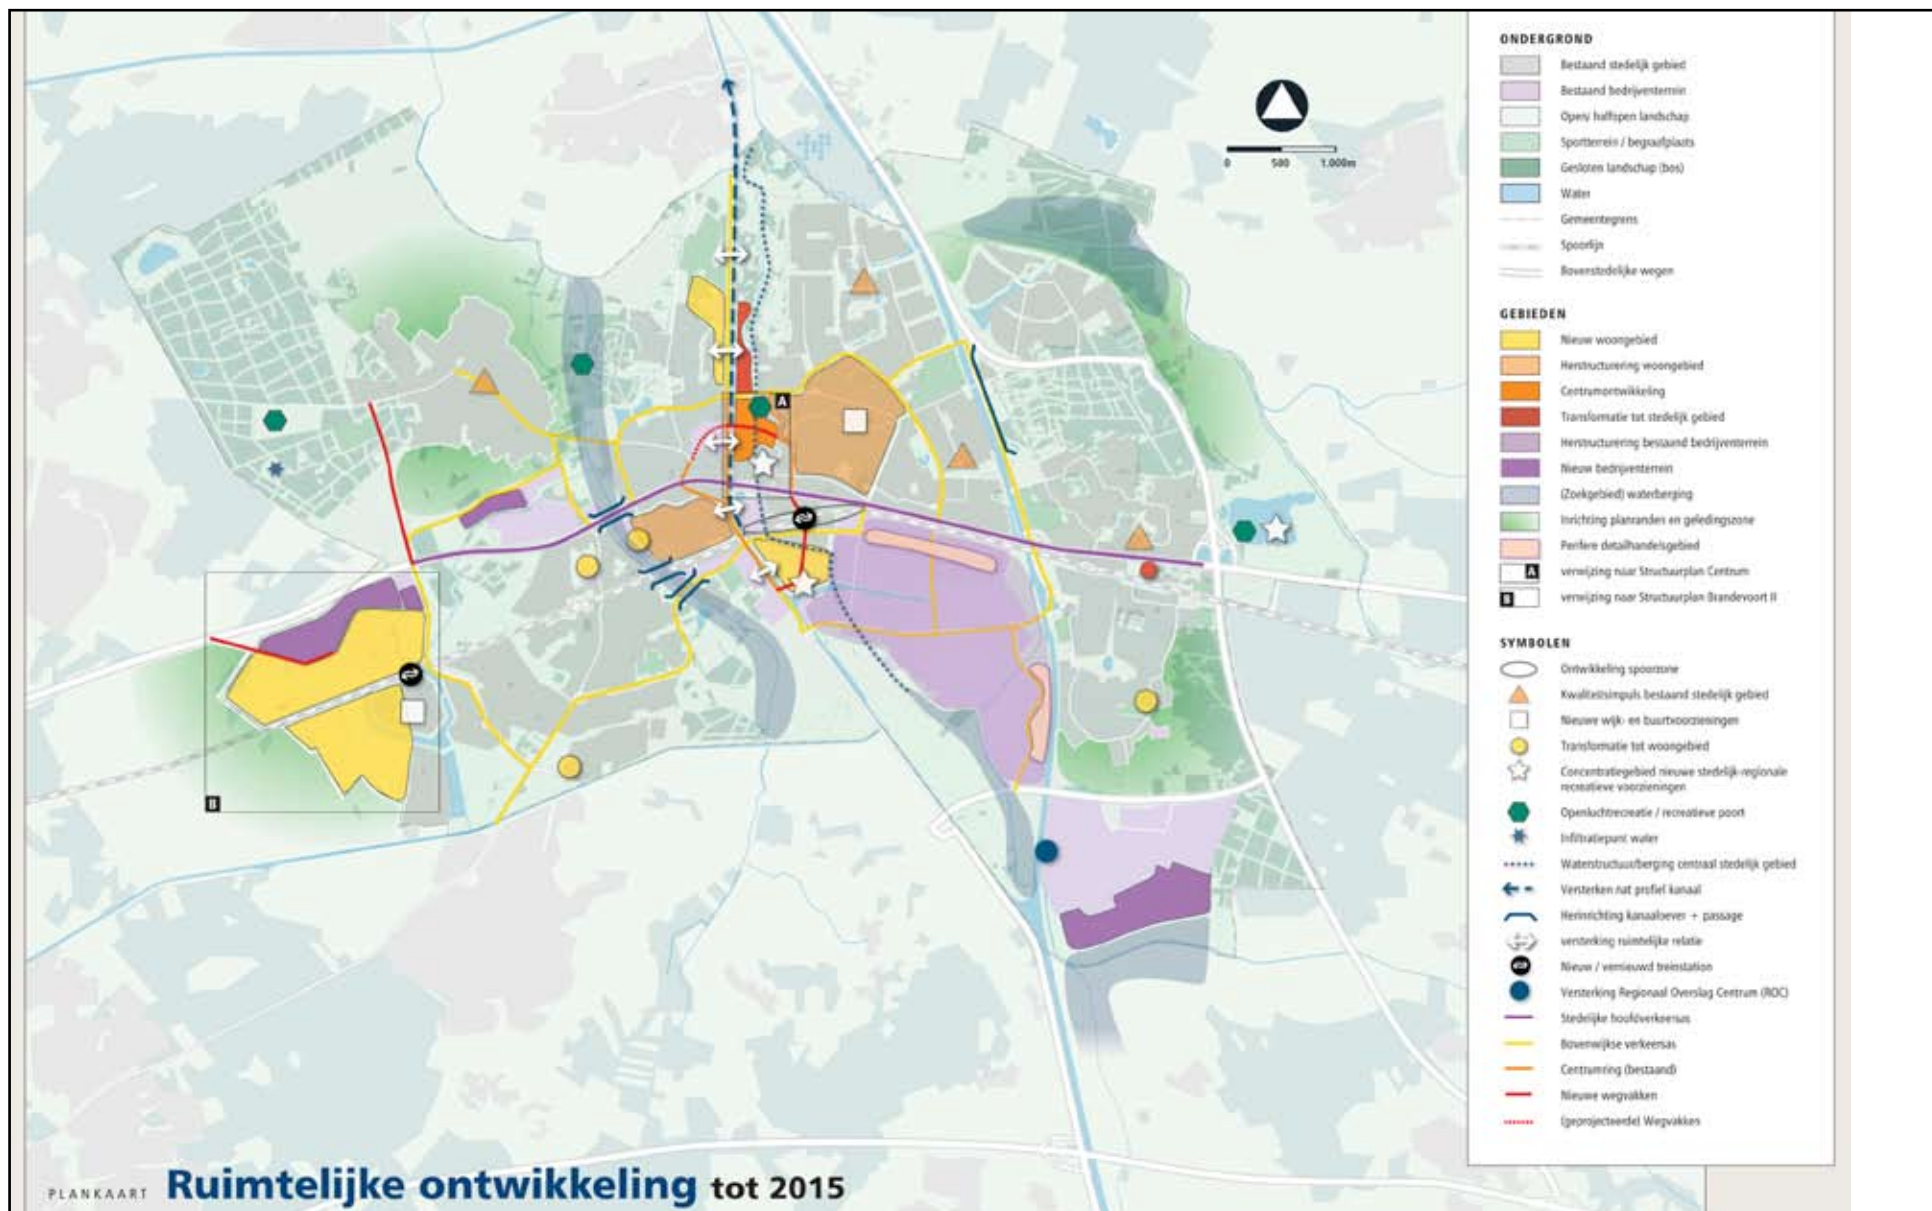 ONDERGROND
Bestaand stedelijk gebied
Bestaand bedrijventerrein
Open/ halfopen landschap
Sportterrein / begraafplaats
Gesloten landschap (bos)
Water
Gemeentegrens
Spoorlijn
Bovenstedelijke wegen
0 500 1.000m
GEBIEDEN
Nieuw woongebied
Herstructurering woongebied
Centrumontwikkeling
Transformatie tot stedelijk gebied
Herstructurering bestaand bedrijventerrein
Nieuw bedrijventerrein
(Zoekgebied) waterberging
Inrichting planranden en geledingszone
Perifere detailhandelsgebied
A verwijzing naar Structuurplan Centrum
B verwijzing naar Structuurplan Brandevoort II
SYMBOLEN
Ontwikkeling spoorzone
Kwaliteitsimpuls bestaand stedelijk gebied
Nieuwe wijk- en buurtvoorzieningen
Transformatie tot woongebied
Concentratiegebied nieuwe stedelijk-regionale
recreatieve voorzieningen
Openluchtrecreatie / recreatieve poort
Infiltratiepunt water
Waterstructuur/berging centraal stedelijk gebied
Versterken nat profiel kanaal
Herinrichting kanaaloever + passage
versterking ruimtelijke relatie
Nieuw / vernieuwd treinstation
Versterking Regionaal Overslag Centrum (ROC)
Stedelijke hoofdverkeersas
Bovenwijkse verkeersas
Centrumring (bestaand)
Nieuwe wegvakken
(geprojecteerde) Wegvakken
A
B
PLANKAART Ruimtelijke ontwikkeling tot 2015